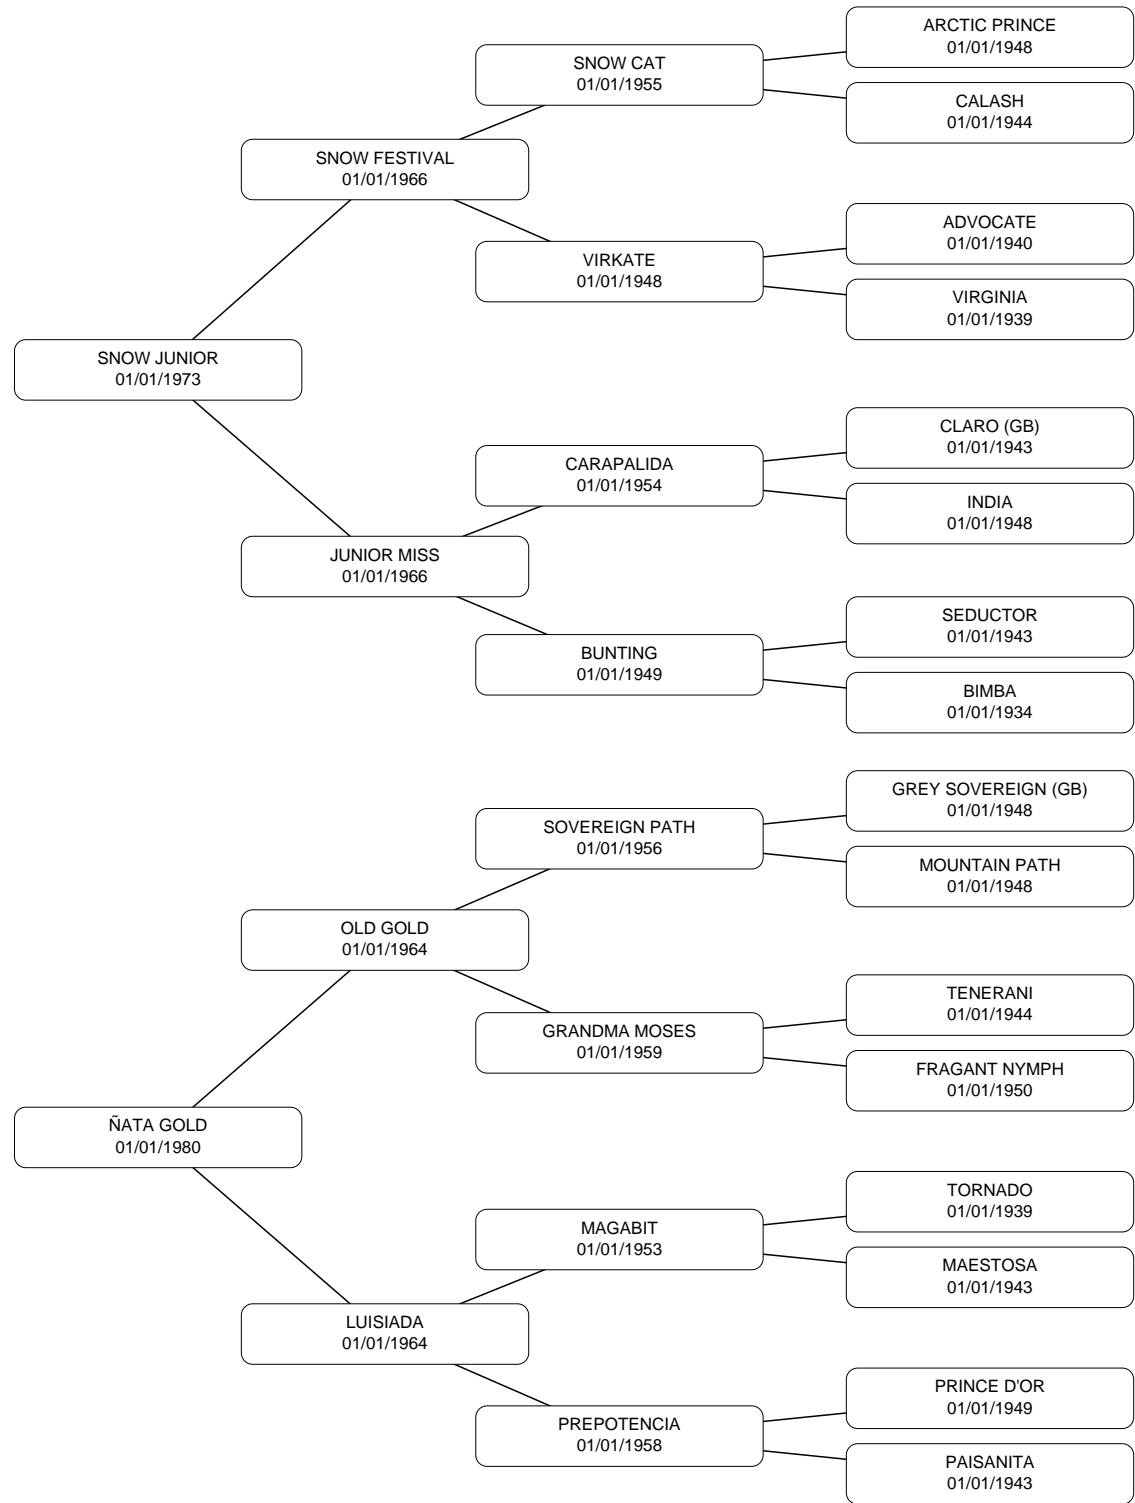 ARCTIC PRINCE
01/01/1948
SNOW CAT
01/01/1955
CALASH
01/01/1944
SNOW FESTIVAL
01/01/1966
ADVOCATE
01/01/1940
VIRKATE
01/01/1948
VIRGINIA
01/01/1939
SNOW JUNIOR
01/01/1973
CLARO (GB)
01/01/1943
CARAPALIDA
01/01/1954
INDIA
01/01/1948
JUNIOR MISS
01/01/1966
SEDUCTOR
01/01/1943
BUNTING
01/01/1949
BIMBA
01/01/1934
GREY SOVEREIGN (GB)
01/01/1948
SOVEREIGN PATH
01/01/1956
MOUNTAIN PATH
01/01/1948
OLD GOLD
01/01/1964
TENERANI
01/01/1944
GRANDMA MOSES
01/01/1959
FRAGANT NYMPH
01/01/1950
ÑATA GOLD
01/01/1980
TORNADO
01/01/1939
MAGABIT
01/01/1953
MAESTOSA
01/01/1943
LUISIADA
01/01/1964
PRINCE D'OR
01/01/1949
PREPOTENCIA
01/01/1958
PAISANITA
01/01/1943